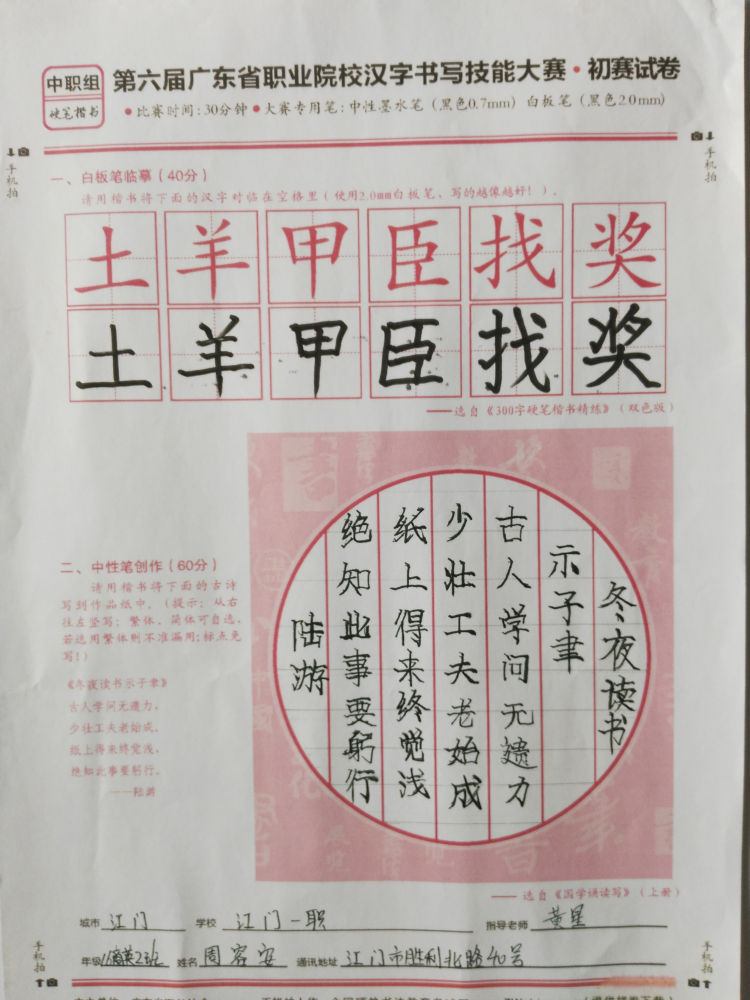 中职组
硬笔楷书
第六届广东省职业院校汉字书写技能大赛·初赛试卷
●比赛时间:30分钟●大赛专用笔:中性墨水笔(黑色0.7mm) 白板笔(黑色2.0mm)
手机拍
手机拍
一、白板笔临摹(40分)
请用楷书将下面的汉字对临在空格里(使用2.0mm白板笔,写的越像越好!)。
土羊甲臣找奖
土羊甲臣找奖
——选自《300字硬笔楷书精练》(双色版)
二、中性笔创作(60分)
请用楷书将下面的古诗
写到作品纸中。(提示:从右
往左竖写;繁体、简体可自选,
若选用繁体则不准漏用;标点免
写!)
《冬夜读书示子聿》
古人学问无遗力,
少壮工夫老始成。
纸上得来终觉浅,
绝知此事要躬行。
——陆游
冬夜读书
示子聿
古人学问无遗力
少壮工夫老始成
纸上得来终觉浅
绝知此事要躬行
陆游
——选自《国学诵读写》(上册)
城市 江门 学校 江门一职 指导老师 黄星
年级 2班 姓名 周容安 通讯地址 江门市胜利北路40号
手机拍
手机拍